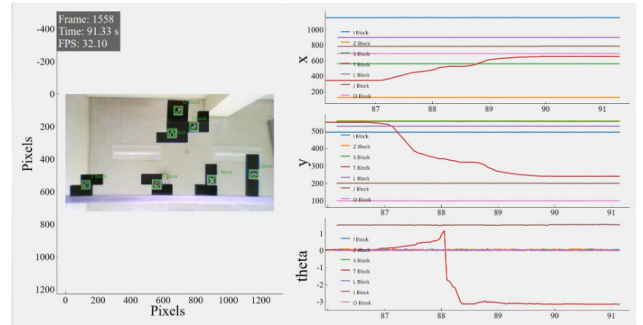 Frame: 1558
Time: 91.33 s
FPS: 32.10
-400
-200
0
200
400
600
800
1000
1200
Pixels
0 200 400 600 800 1000 1200
Pixels
1000
800
600
400
200
x
I Block
Z Block
S Block
T Block
L Block
J Block
O Block
87 88 89 90 91
500
400
300
200
100
y
I Block
Z Block
S Block
T Block
L Block
J Block
O Block
87 88 89 90 91
1
0
-1
-2
-3
theta
I Block
Z Block
S Block
T Block
L Block
J Block
O Block
87 88 89 90 91